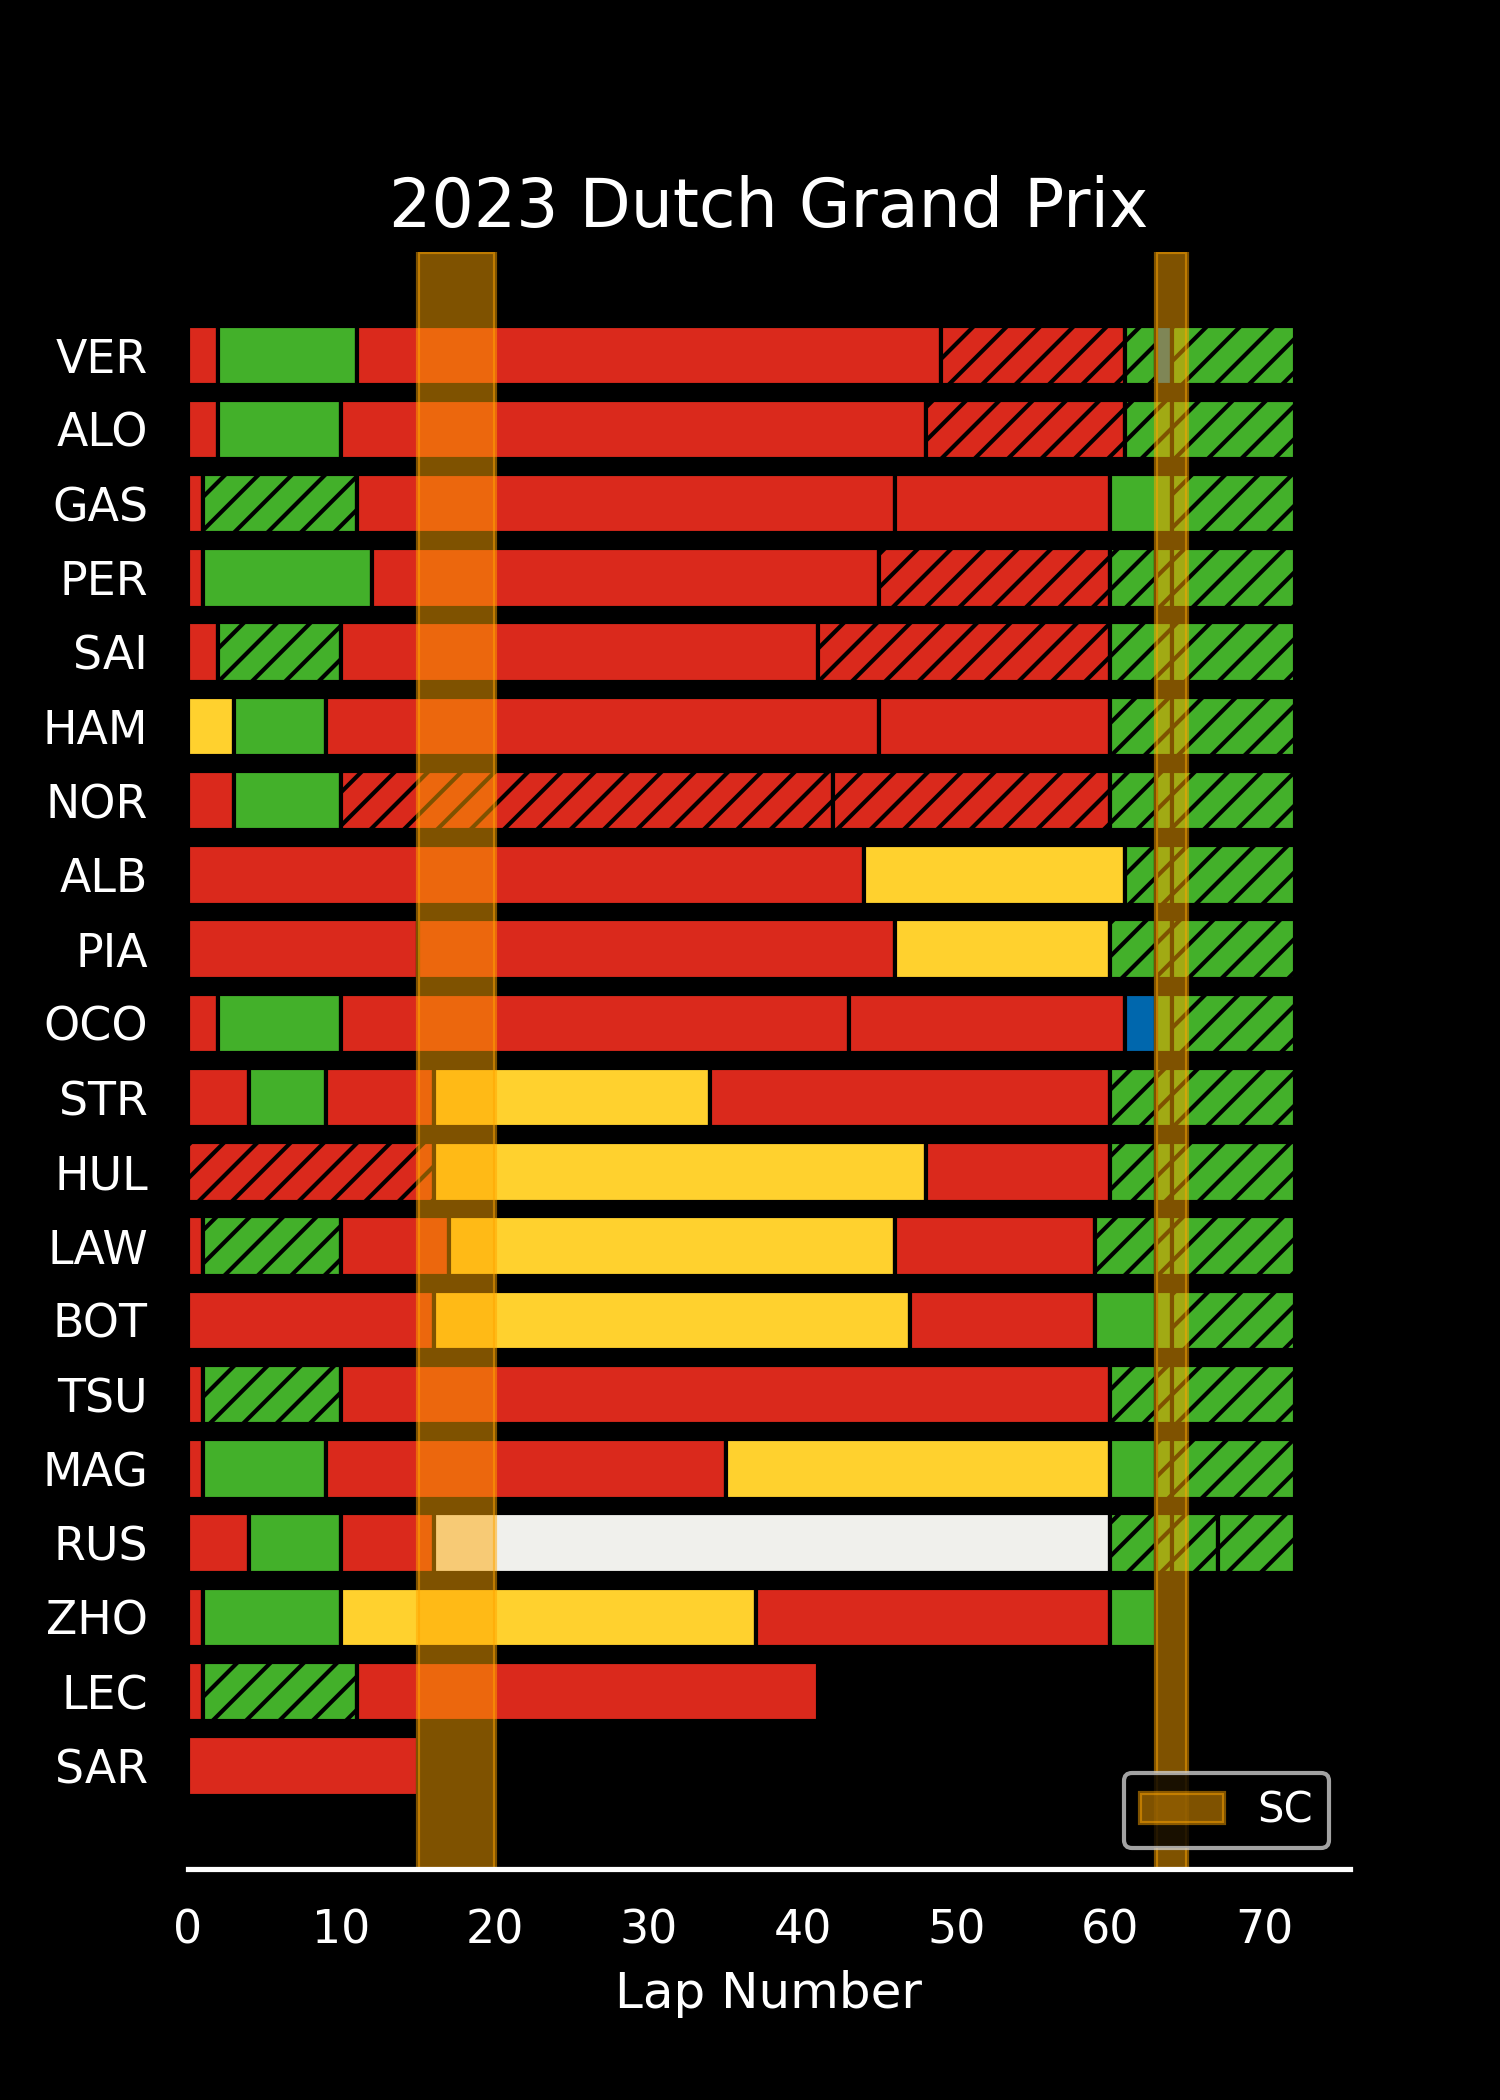 2023 Dutch Grand Prix
VER
ALO
GAS
PER
SAI
HAM
NOR
ALB
PIA
OCO
STR
HUL
LAW
BOT
TSU
MAG
RUS
ZHO
LEC
SAR
SC
0 10 20 30 40 50 60 70
Lap Number